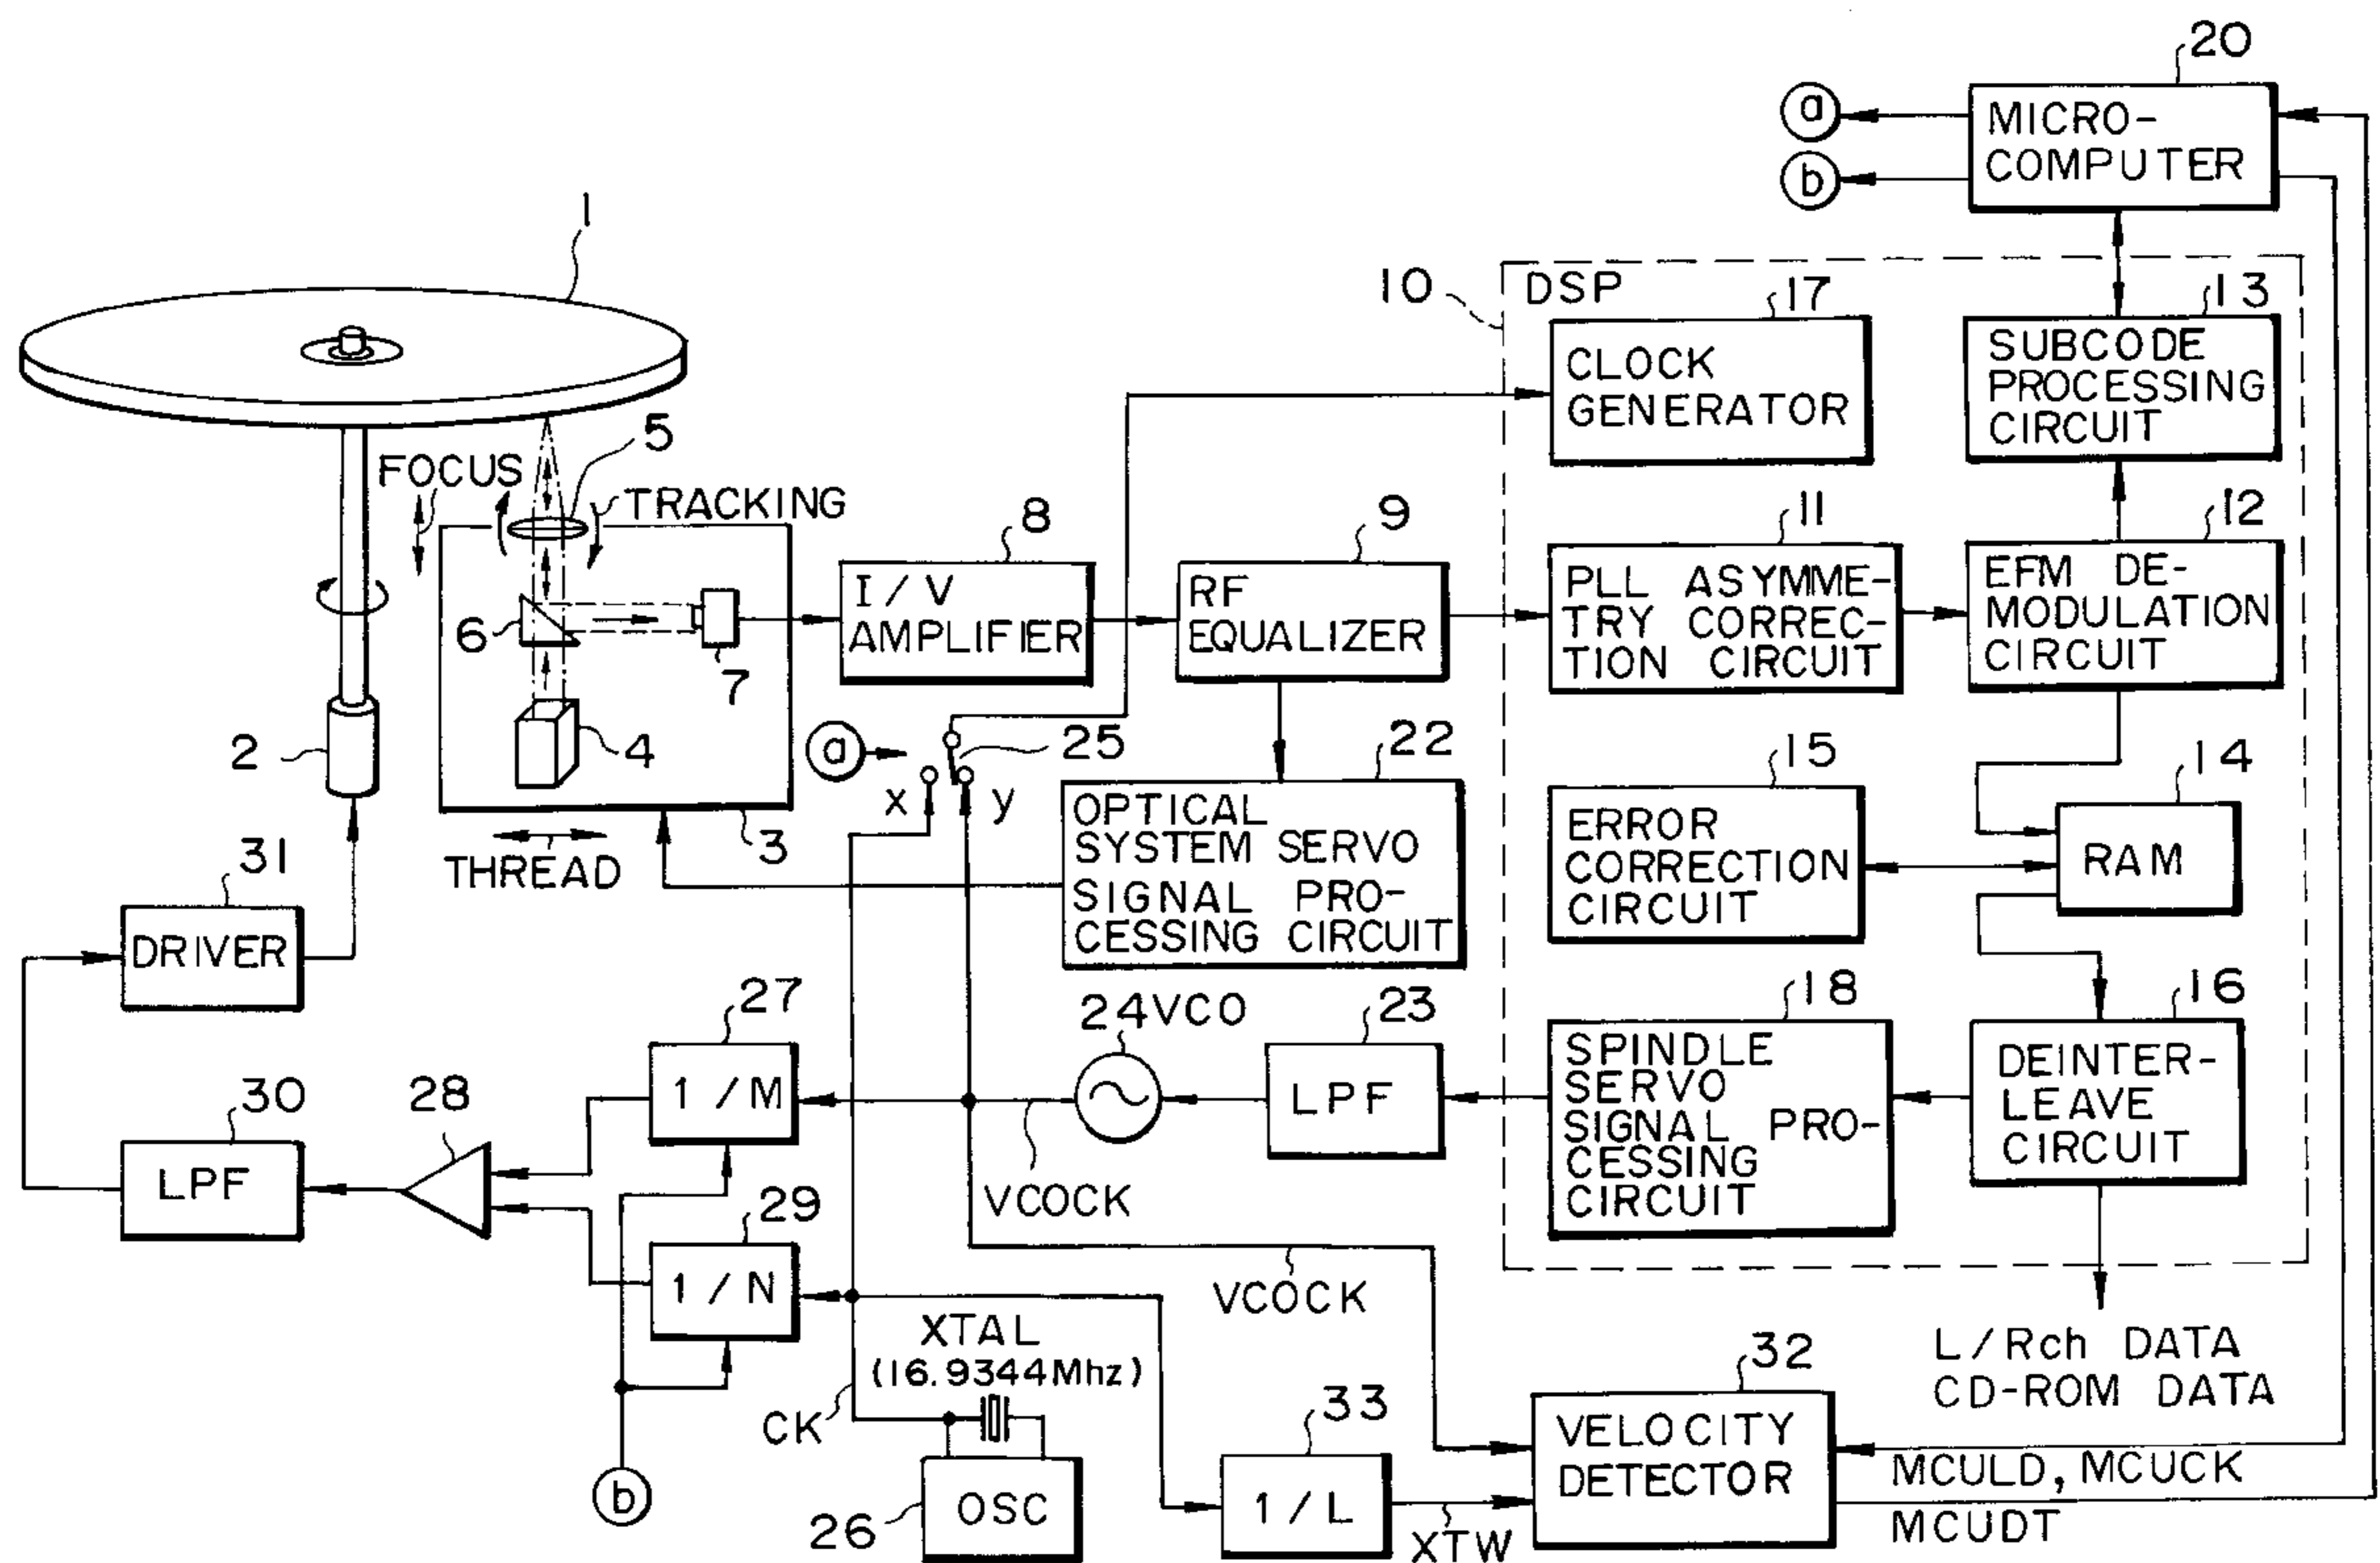 20
a
MICRO-
COMPUTER
b
1
10
DSP
17
CLOCK
GENERATOR
13
SUBCODE
PROCESSING
CIRCUIT
FOCUS
5
TRACKING
8
I/V
AMPLIFIER
9
RF
EQUALIZER
11
PLL ASYMME-
TRY CORREC-
TION CIRCUIT
12
EFM DE-
MODULATION
CIRCUIT
6
7
2
4
a
25
x
y
22
OPTICAL
SYSTEM SERVO
SIGNAL PRO-
CESSING CIRCUIT
15
ERROR
CORRECTION
CIRCUIT
14
RAM
3
THREAD
31
DRIVER
27
1/M
24VCO
23
LPF
18
SPINDLE
SERVO
SIGNAL PRO-
CESSING
CIRCUIT
16
DEINTER-
LEAVE
CIRCUIT
30
LPF
28
VCOCK
29
1/N
VCOCK
XTAL
(16.9344Mhz)
CK
L/Rch DATA
CD-ROM DATA
33
1/L
32
VELOCITY
DETECTOR
MCULD, MCUCK
MCUDT
b
26
OSC
XTW